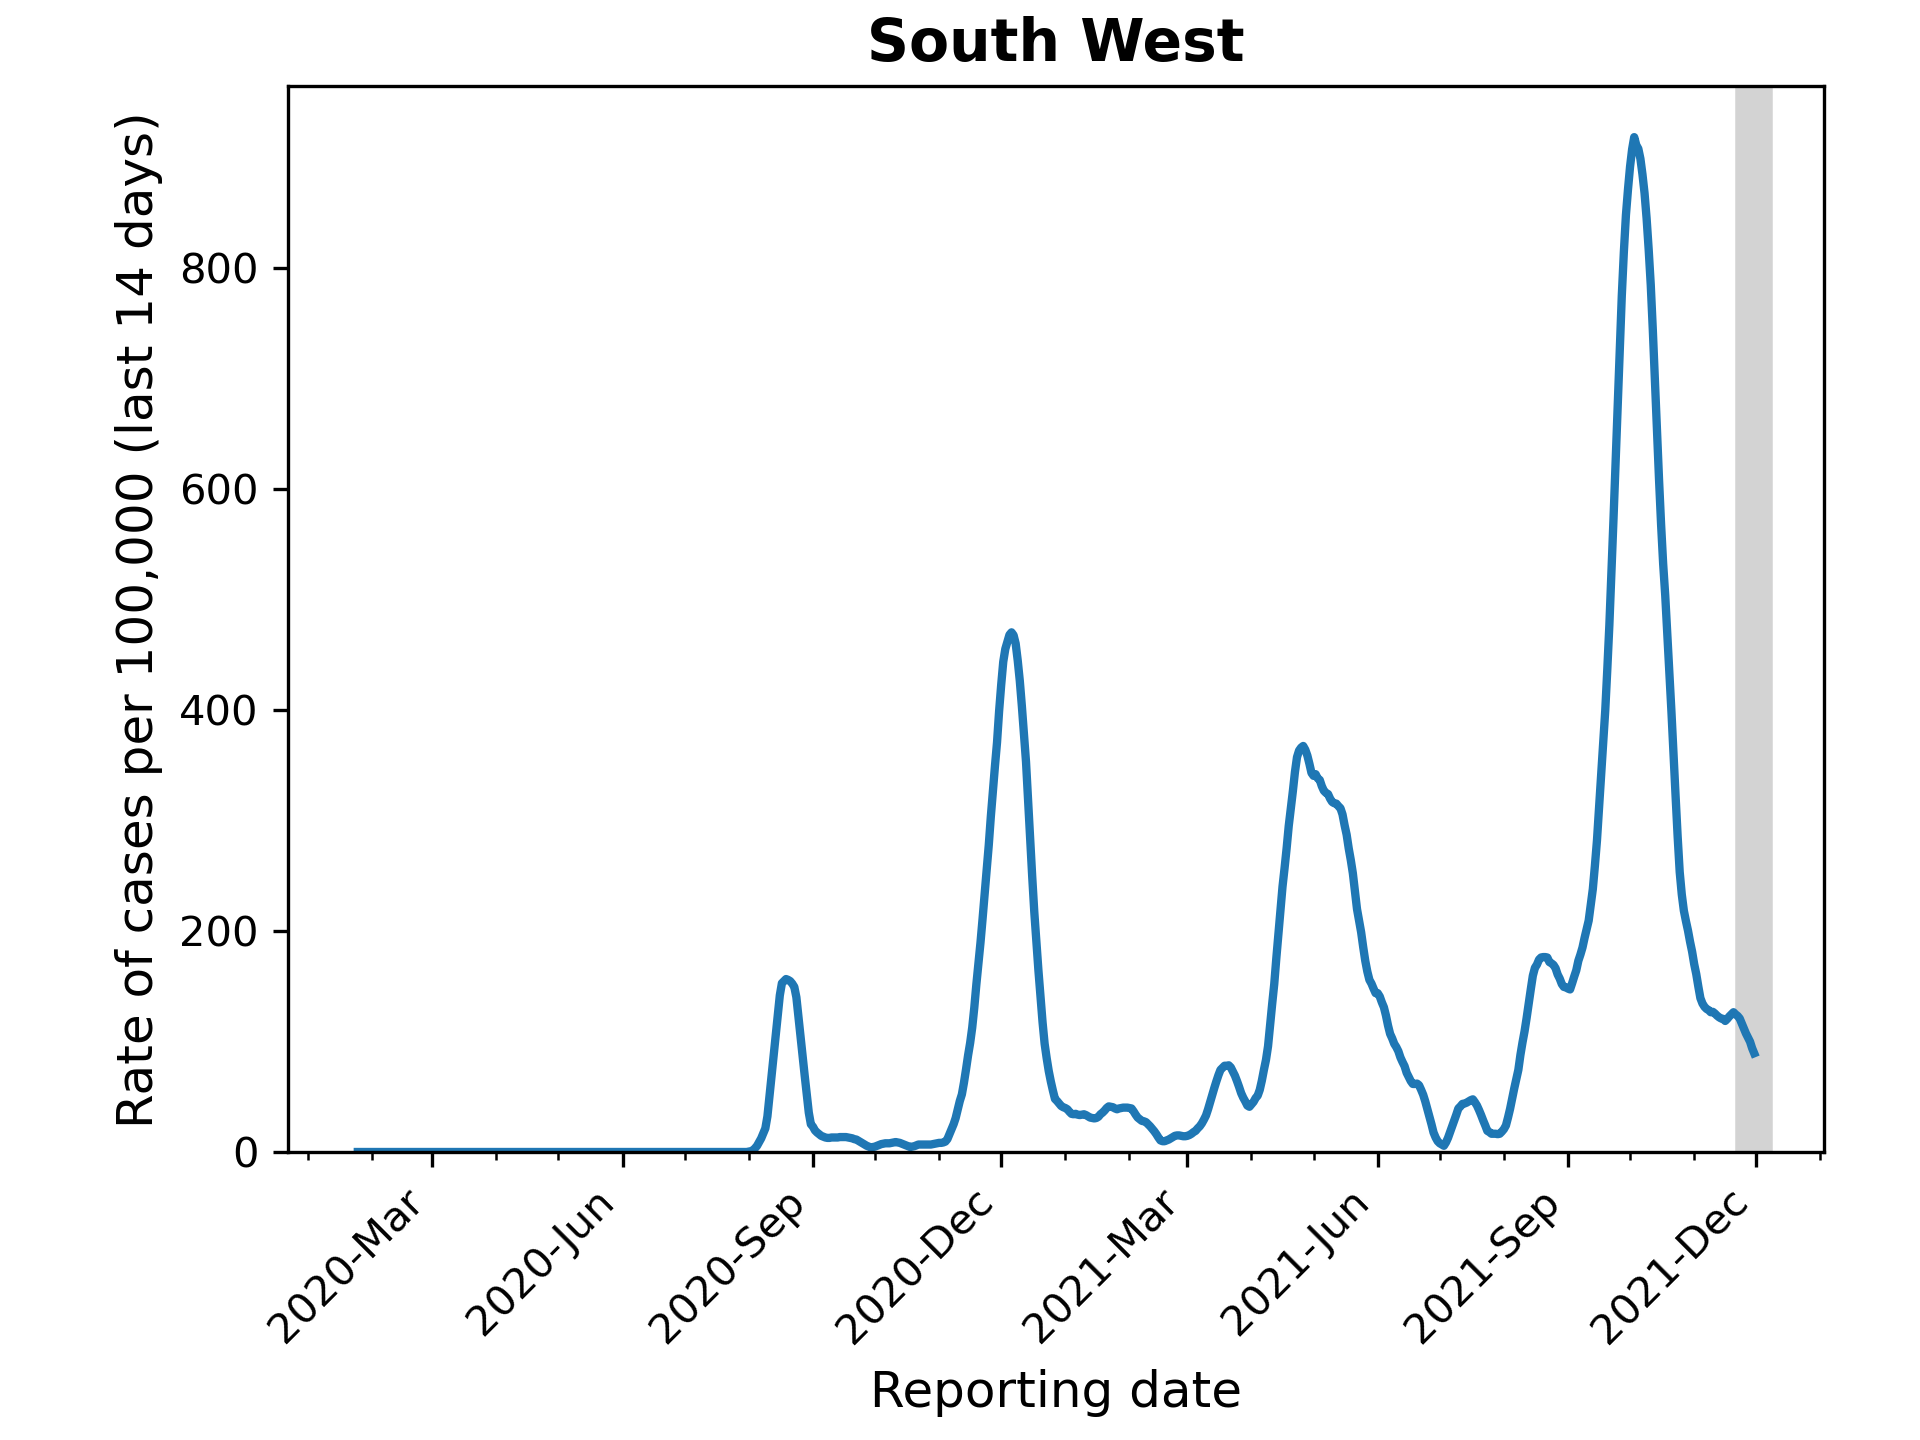 South West
Rate of cases per 100,000 (last 14 days)
800
600
400
200
0
2020-Mar
2020-Jun
2020-Sep
2020-Dec
2021-Mar
2021-Jun
2021-Sep
2021-Dec
Reporting date